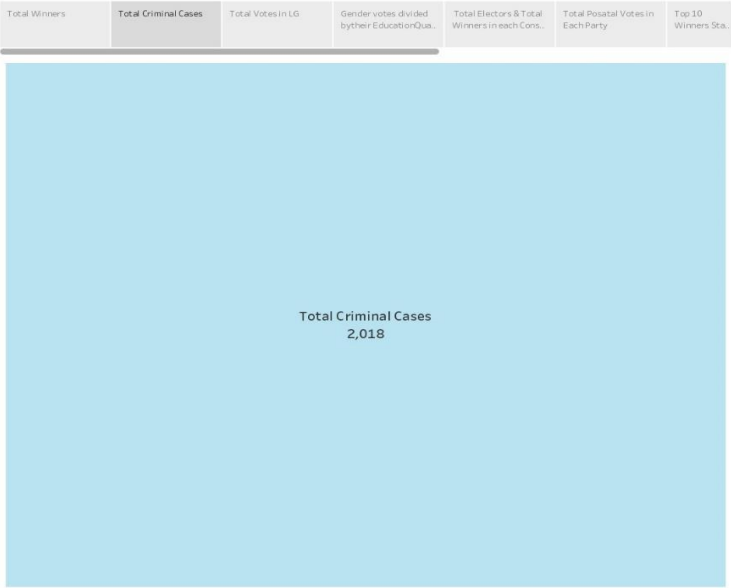 Total Winners
Total Criminal Cases
Total Votes in LG
Gender votes divided
bytheir EducationQua..
Total Electors & Total
Winners in each Cons..
Total Posatal Votes in
Each Party
Top 10
Winners Sta..
Total Criminal Cases
2,018